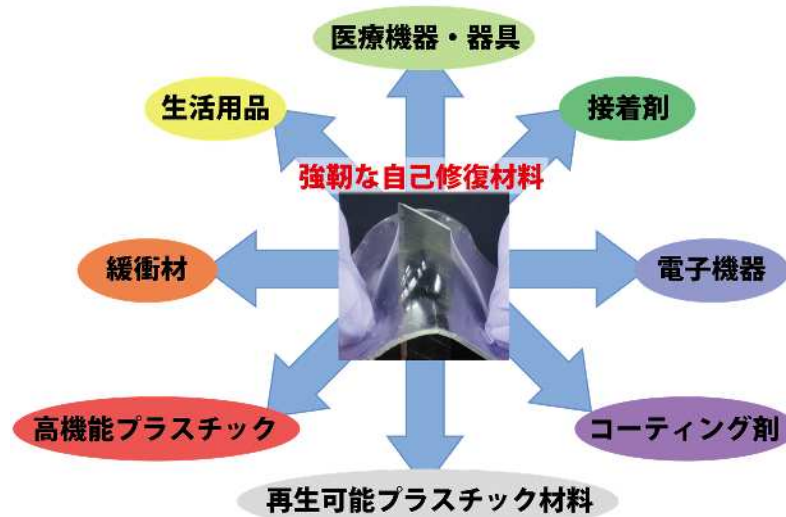 医療機器・器具
生活用品
接着剤
強靭な自己修復材料
緩衝材
電子機器
高機能プラスチック
コーティング剤
再生可能プラスチック材料